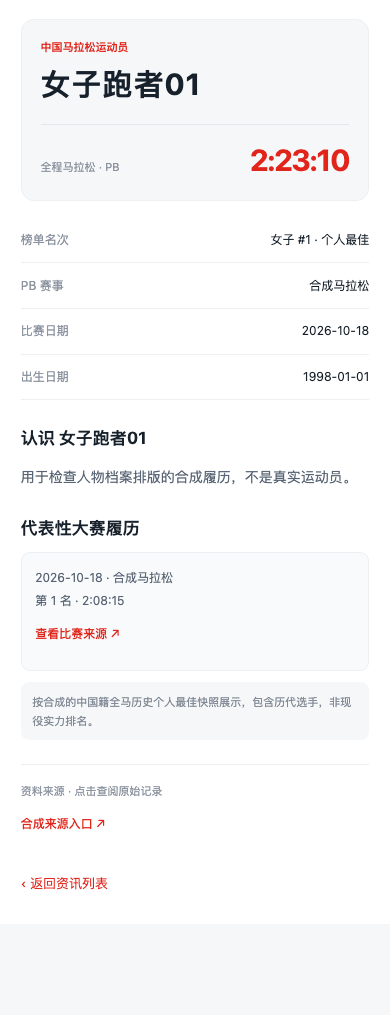 中国马拉松运动员
女子跑者01
全程马拉松 · PB
2:23:10
榜单名次
女子 #1 · 个人最佳
PB 赛事
合成马拉松
比赛日期
2026-10-18
出生日期
1998-01-01
认识 女子跑者01
用于检查人物档案排版的合成履历，不是真实运动员。
代表性大赛履历
2026-10-18 · 合成马拉松
第 1 名 · 2:08:15
查看比赛来源 ↗
按合成的中国籍全马历史个人最佳快照展示，包含历代选手，非现
役实力排名。
资料来源 · 点击查阅原始记录
合成来源入口 ↗
‹ 返回资讯列表